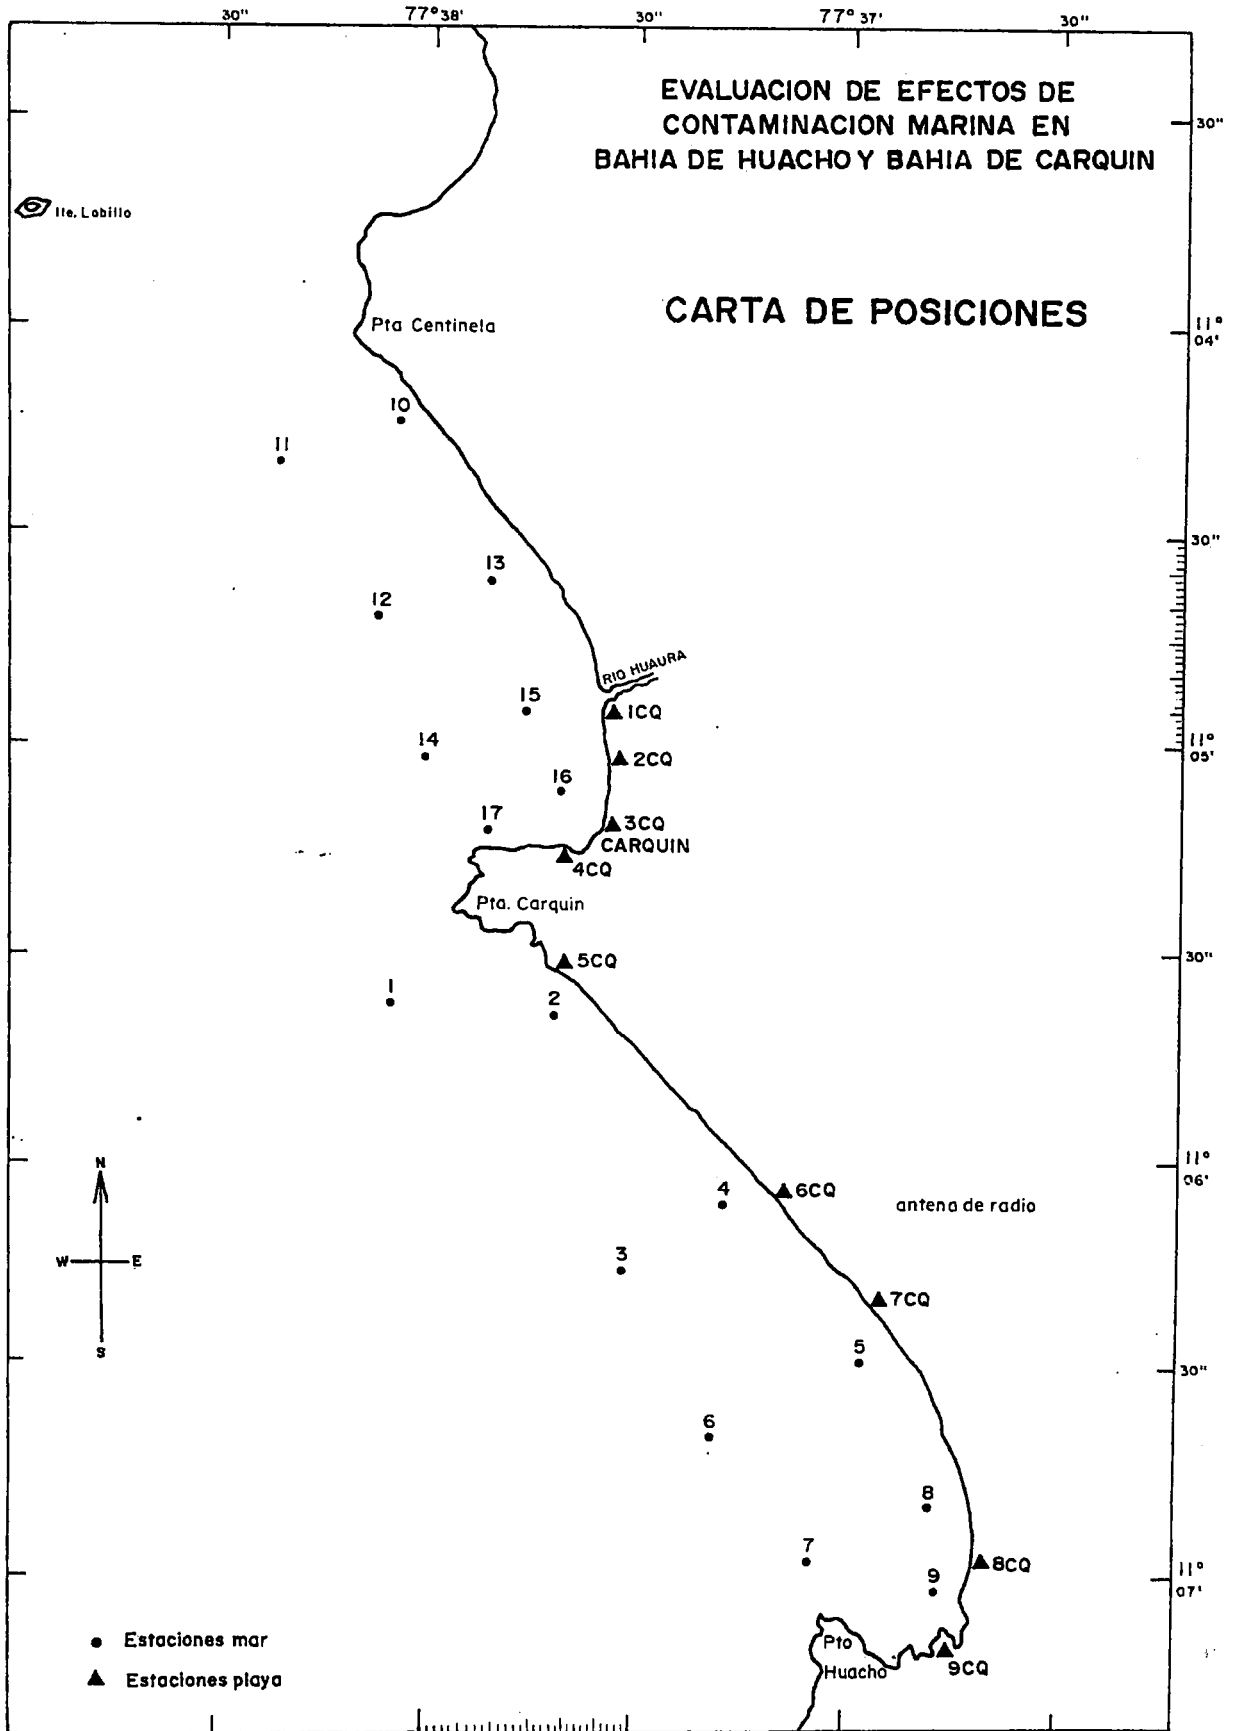 30"
77° 38'
30"
77° 37'
30"
EVALUACION DE EFECTOS DE
CONTAMINACION MARINA EN
BAHIA DE HUACHO Y BAHIA DE CARQUIN
30"
Ite. Lobillo
CARTA DE POSICIONES
Pta Centinela
11°
04'
10
11
30"
13
12
RIO HUAURA
15
1CQ
14
11°
05'
2CQ
16
17
3CQ
CARQUIN
4CQ
Pta. Carquin
5CQ
30"
1
2
N
11°
06'
4
6CQ
antena de radio
W
E
3
7CQ
S
5
30"
6
8
7
8CQ
11°
07'
9
Estaciones mar
Pto
Huacho
9CQ
Estaciones playa